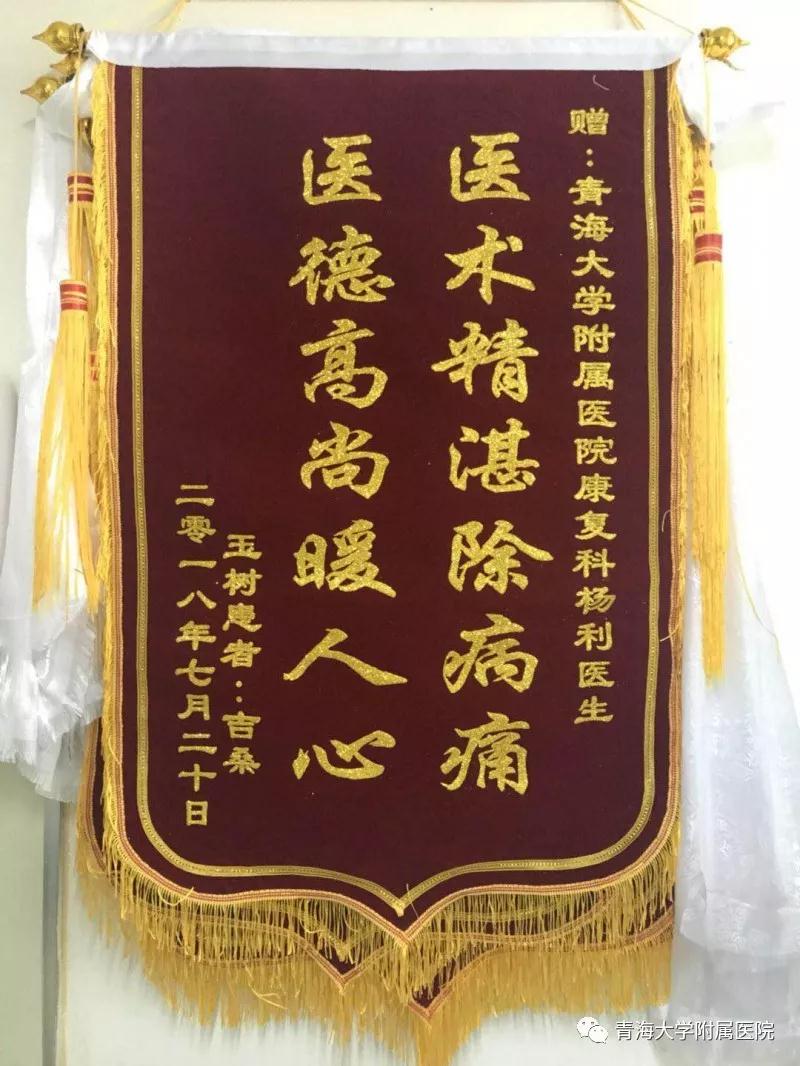 赠：青海大学附属医院康复科杨利医生
医术精湛除病痛
医德高尚暖人心
玉树患者：吉桑
二零一八年七月二十日
青海大学附属医院